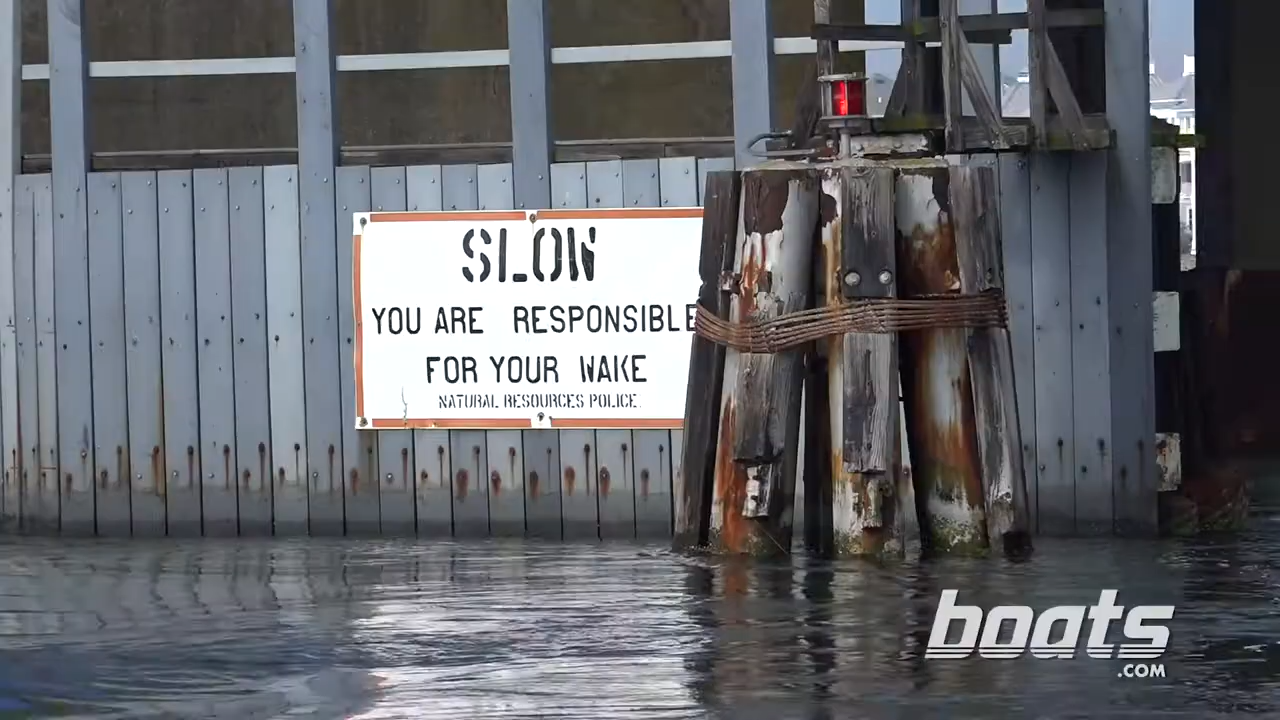 SLOW
YOU ARE RESPONSIBLE
FOR YOUR WAKE
NATURAL RESOURCES POLICE.
boats
.COM